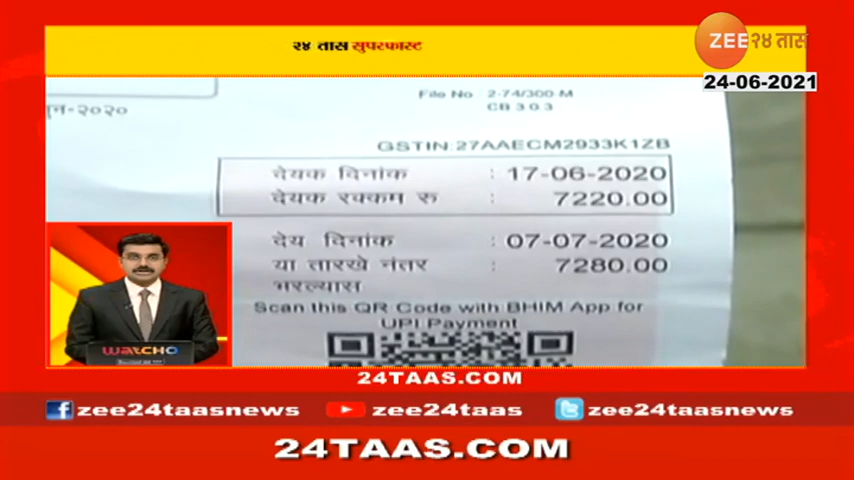 २४ तास सुपरफास्ट
ZEE२४ तास
24-06-2021
जून-२०२०
File No : 2-74/300-M
CB 3 0 3
GSTIN:27AAECM2933K1ZB
देयक दिनांक : 17-06-2020
देयक रक्कम रु : 7220.00
देय दिनांक : 07-07-2020
या तारखे नंतर : 7280.00
भरल्यास
Scan this QR Code with BHIM App for
UPI Payment
WATCHO
24TAAS.COM
zee24taasnews
zee24taas
zee24taasnews
24TAAS.COM